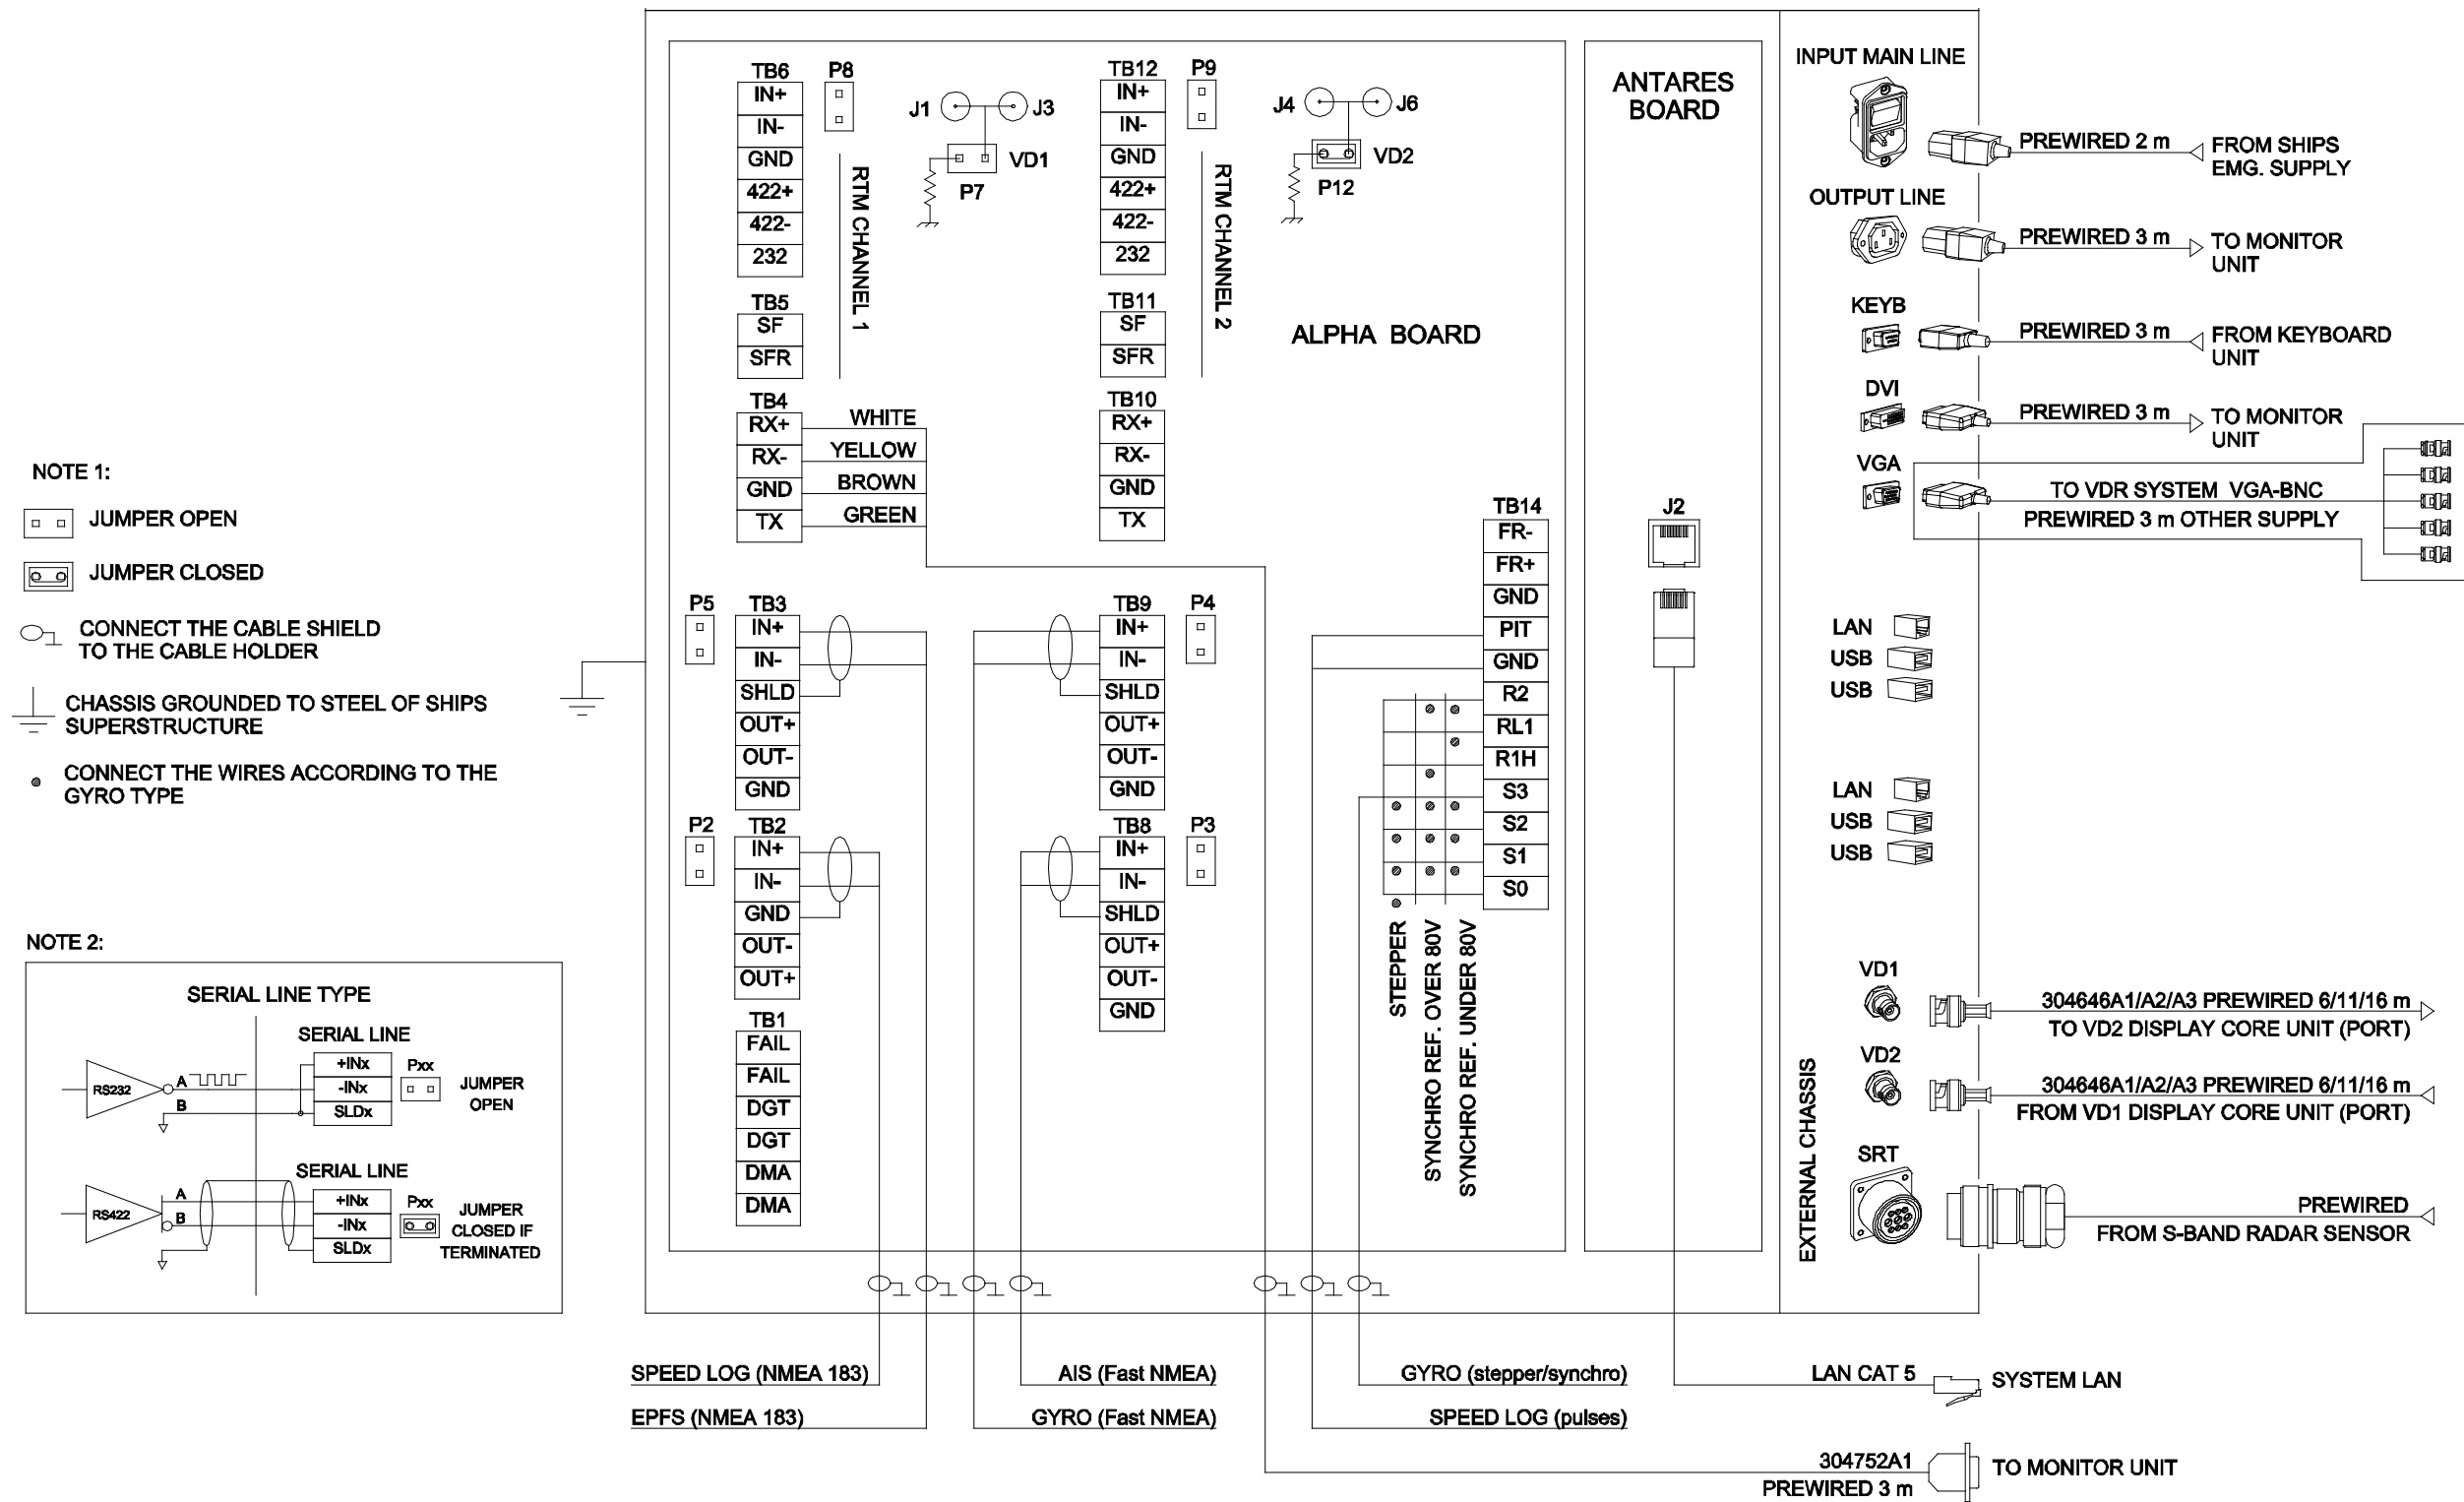 NOTE 1:
JUMPER OPEN
JUMPER CLOSED
CONNECT THE CABLE SHIELD
TO THE CABLE HOLDER
CHASSIS GROUNDED TO STEEL OF SHIPS
SUPERSTRUCTURE
CONNECT THE WIRES ACCORDING TO THE
GYRO TYPE
NOTE 2:
SERIAL LINE TYPE
SERIAL LINE
RS232
A
B
+INx
-INx
SLDx
Pxx
JUMPER
OPEN
SERIAL LINE
RS422
A
B
+INx
-INx
SLDx
Pxx
JUMPER
CLOSED IF
TERMINATED
TB6
IN+
IN-
GND
422+
422-
232
P8
TB5
SF
SFR
RTM CHANNEL 1
J1
J3
VD1
P7
TB12
IN+
IN-
GND
422+
422-
232
P9
TB11
SF
SFR
RTM CHANNEL 2
J4
J6
VD2
P12
ALPHA BOARD
TB4
RX+
RX-
GND
TX
WHITE
YELLOW
BROWN
GREEN
TB10
RX+
RX-
GND
TX
P5
TB3
IN+
IN-
SHLD
OUT+
OUT-
GND
TB9
IN+
IN-
SHLD
OUT+
OUT-
GND
P4
P2
TB2
IN+
IN-
GND
OUT-
OUT+
TB8
IN+
IN-
SHLD
OUT+
OUT-
GND
P3
TB1
FAIL
FAIL
DGT
DGT
DMA
DMA
TB14
FR-
FR+
GND
PIT
GND
R2
RL1
R1H
S3
S2
S1
S0
STEPPER
SYNCHRO REF. OVER 80V
SYNCHRO REF. UNDER 80V
ANTARES
BOARD
J2
EXTERNAL CHASSIS
INPUT MAIN LINE
PREWIRED 2 m
FROM SHIPS
EMG. SUPPLY
OUTPUT LINE
PREWIRED 3 m
TO MONITOR
UNIT
KEYB
PREWIRED 3 m
FROM KEYBOARD
UNIT
DVI
PREWIRED 3 m
TO MONITOR
UNIT
VGA
TO VDR SYSTEM VGA-BNC
PREWIRED 3 m OTHER SUPPLY
LAN
USB
USB
LAN
USB
USB
VD1
304646A1/A2/A3 PREWIRED 6/11/16 m
TO VD2 DISPLAY CORE UNIT (PORT)
VD2
304646A1/A2/A3 PREWIRED 6/11/16 m
FROM VD1 DISPLAY CORE UNIT (PORT)
SRT
PREWIRED
FROM S-BAND RADAR SENSOR
SPEED LOG (NMEA 183)
EPFS (NMEA 183)
AIS (Fast NMEA)
GYRO (Fast NMEA)
GYRO (stepper/synchro)
SPEED LOG (pulses)
LAN CAT 5
SYSTEM LAN
304752A1
PREWIRED 3 m
TO MONITOR UNIT